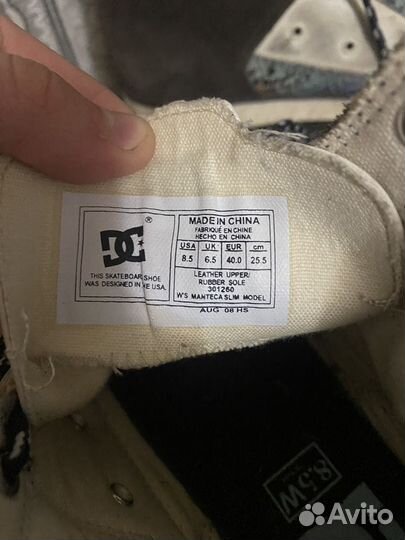 DC
®
THIS SKATEBOARD SHOE
WAS DESIGNED IN THE USA.
MADE IN CHINA
FABRIQUÉ EN CHINE
HECHO EN CHINA
USA UK EUR cm
8.5 6.5 40.0 25.5
LEATHER UPPER/
RUBBER SOLE
301260
W'S MANTECA SLIM MODEL
AUG 08 HS
8.5W
Avito